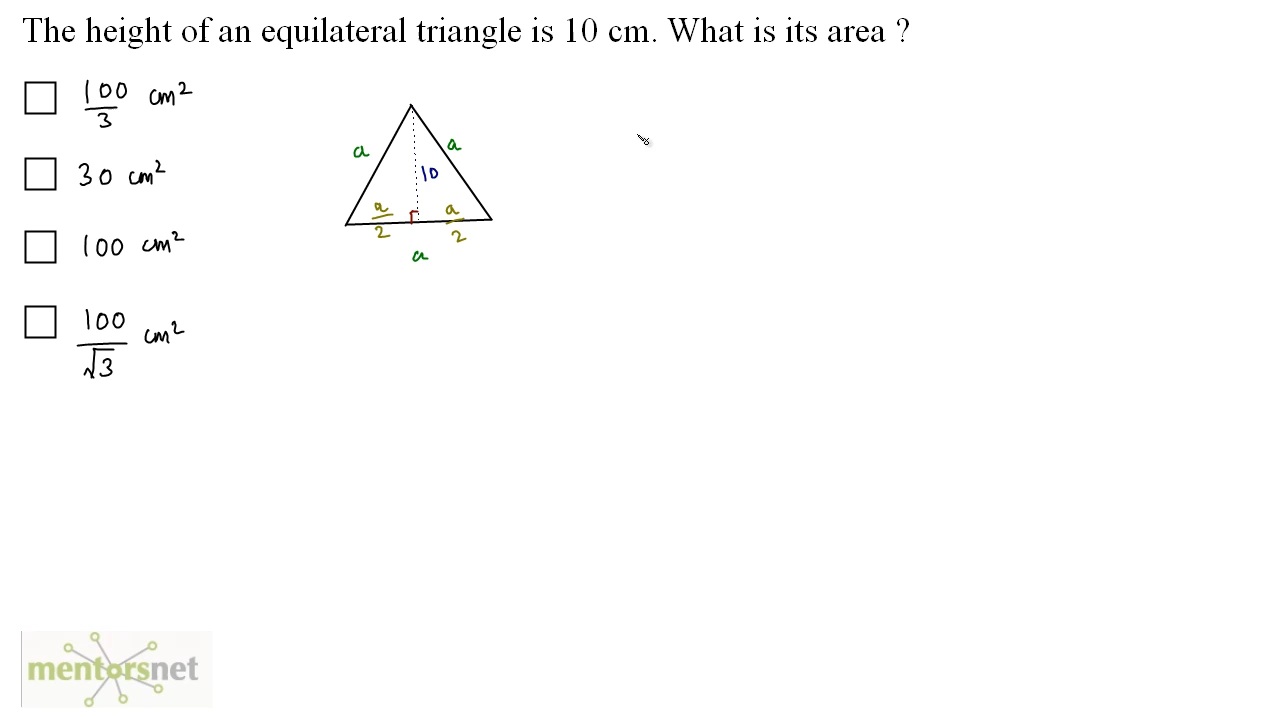 The height of an equilateral triangle is 10 cm. What is its area ?
100/3 cm²
30 cm²
100 cm²
100/√3 cm²
a
a
10
a/2
a/2
a
mentorsnet